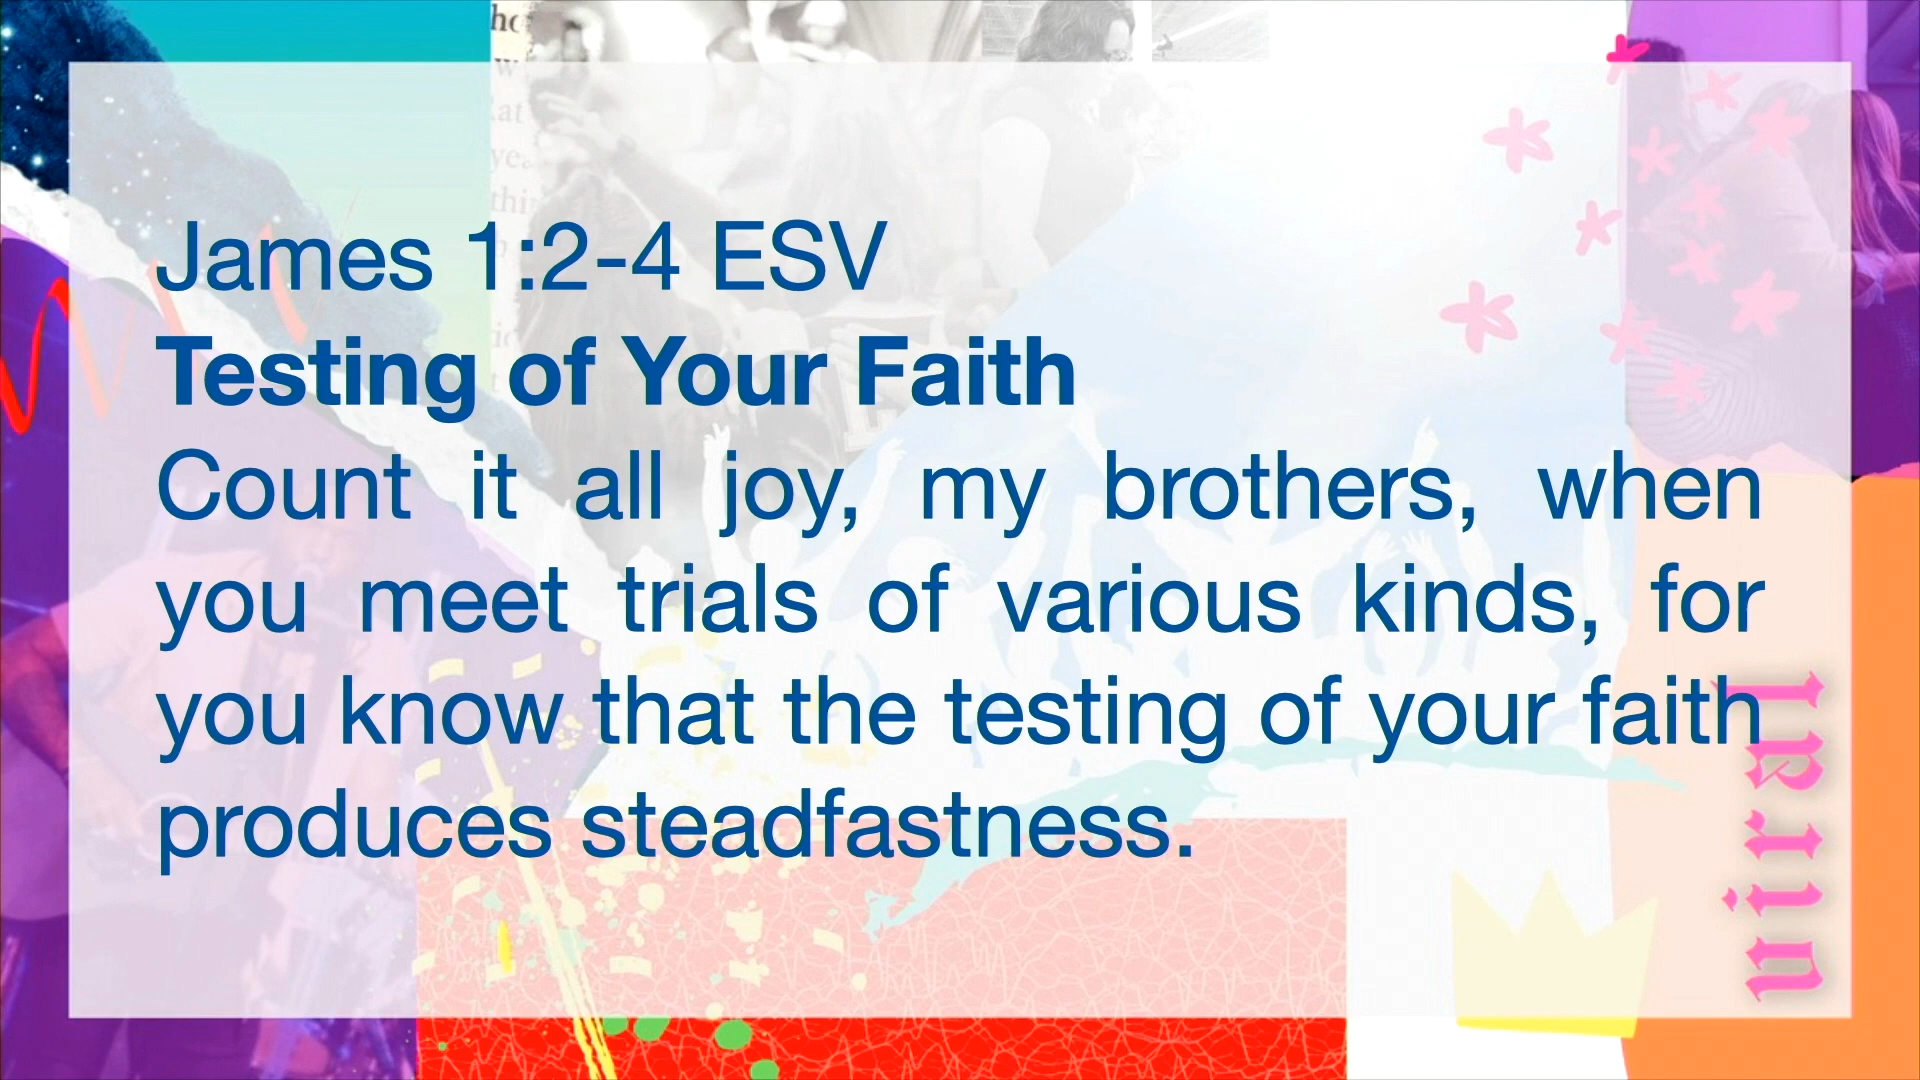 James 1:2-4 ESV
Testing of Your Faith
Count it all joy, my brothers, when
you meet trials of various kinds, for
you know that the testing of your faith
produces steadfastness.
viral